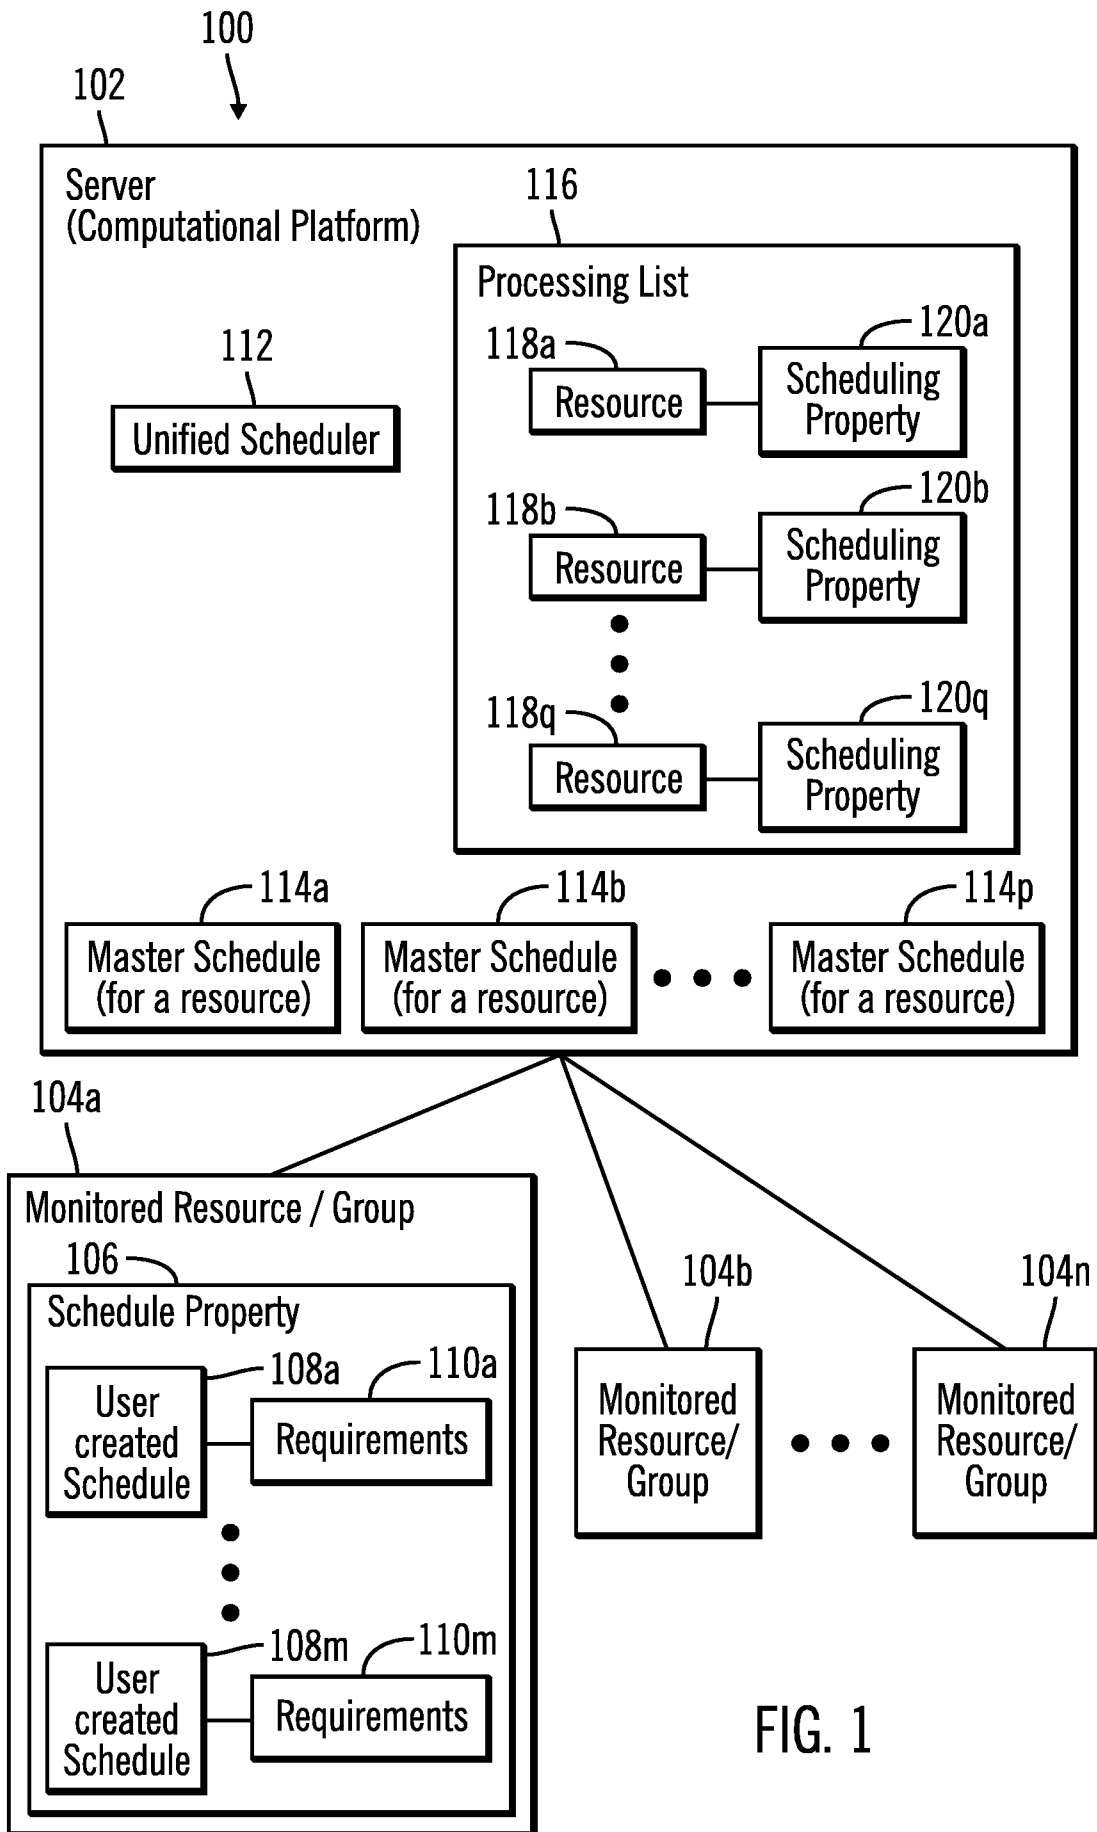 100
102
Server
(Computational Platform)
116
Processing List
112
Unified Scheduler
118a
Resource
120a
Scheduling
Property
118b
Resource
120b
Scheduling
Property
118q
Resource
120q
Scheduling
Property
114a
Master Schedule
(for a resource)
114b
Master Schedule
(for a resource)
114p
Master Schedule
(for a resource)
104a
Monitored Resource / Group
106
Schedule Property
108a
User
created
Schedule
110a
Requirements
108m
User
created
Schedule
110m
Requirements
104b
Monitored
Resource/
Group
104n
Monitored
Resource/
Group
FIG. 1